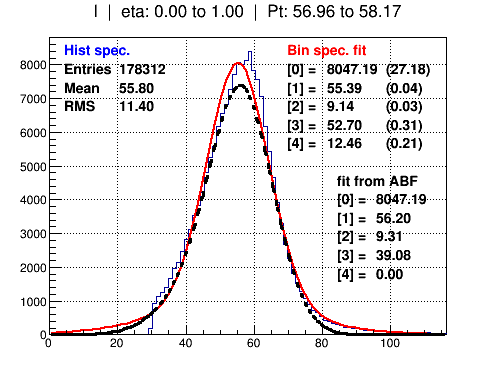 I | eta: 0.00 to 1.00 | Pt: 56.96 to 58.17
Hist spec.
Entries 178312
Mean 55.80
RMS 11.40
Bin spec. fit
[0] = 8047.19 (27.18)
[1] = 55.39 (0.04)
[2] = 9.14 (0.03)
[3] = 52.70 (0.31)
[4] = 12.46 (0.21)
fit from ABF
[0] = 8047.19
[1] = 56.20
[2] = 9.31
[3] = 39.08
[4] = 0.00
8000
7000
6000
5000
4000
3000
2000
1000
0
0 20 40 60 80 100